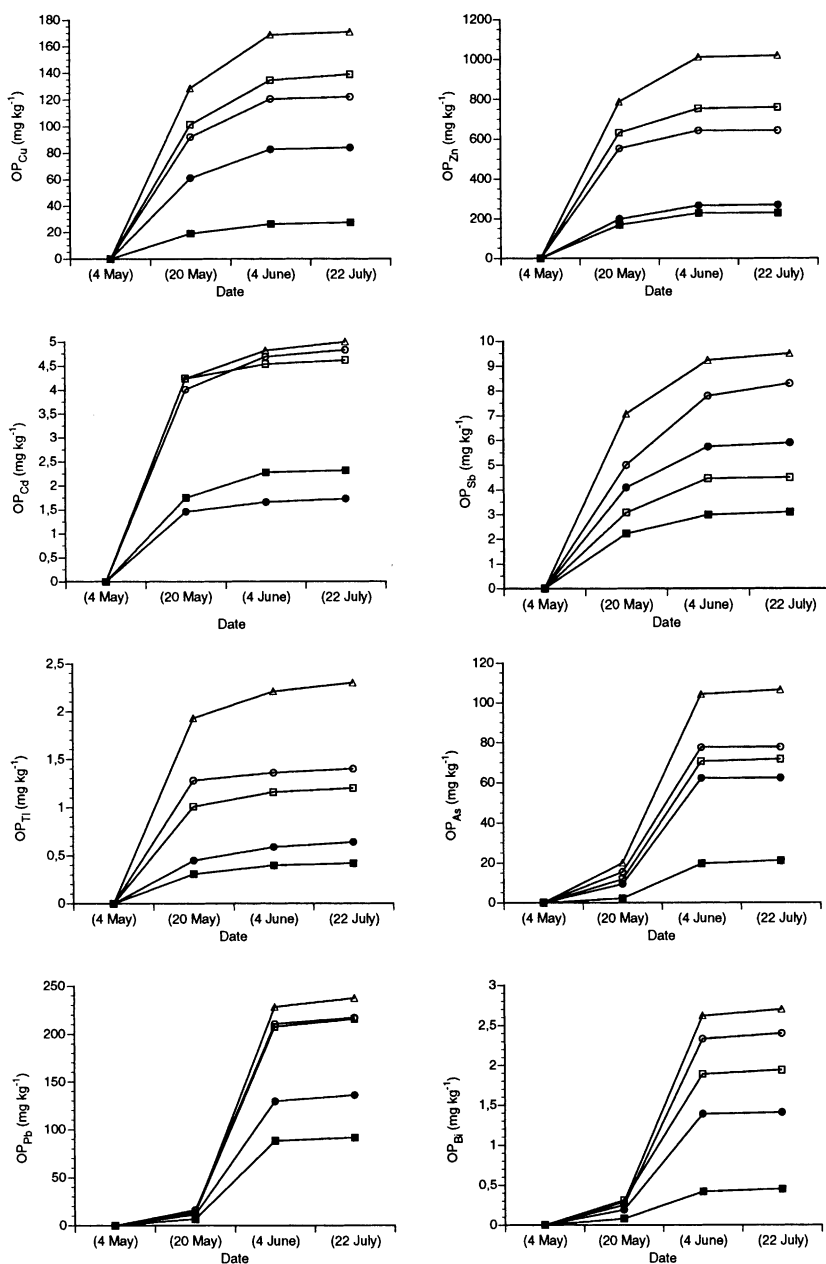 OP_Cu (mg kg⁻¹)
180
160
140
120
100
80
60
40
20
0
(4 May) (20 May) (4 June) (22 July)
Date
OP_Zn (mg kg⁻¹)
1200
1000
800
600
400
200
0
(4 May) (20 May) (4 June) (22 July)
Date
OP_Cd (mg kg⁻¹)
5
4,5
4
3,5
3
2,5
2
1,5
1
0,5
0
(4 May) (20 May) (4 June) (22 July)
Date
OP_Sb (mg kg⁻¹)
10
9
8
7
6
5
4
3
2
1
0
(4 May) (20 May) (4 June) (22 July)
Date
OP_Tl (mg kg⁻¹)
2,5
2
1,5
1
0,5
0
(4 May) (20 May) (4 June) (22 July)
Date
OP_As (mg kg⁻¹)
120
100
80
60
40
20
0
(4 May) (20 May) (4 June) (22 July)
Date
OP_Pb (mg kg⁻¹)
250
200
150
100
50
0
(4 May) (20 May) (4 June) (22 July)
Date
OP_Bi (mg kg⁻¹)
3
2,5
2
1,5
1
0,5
0
(4 May) (20 May) (4 June) (22 July)
Date